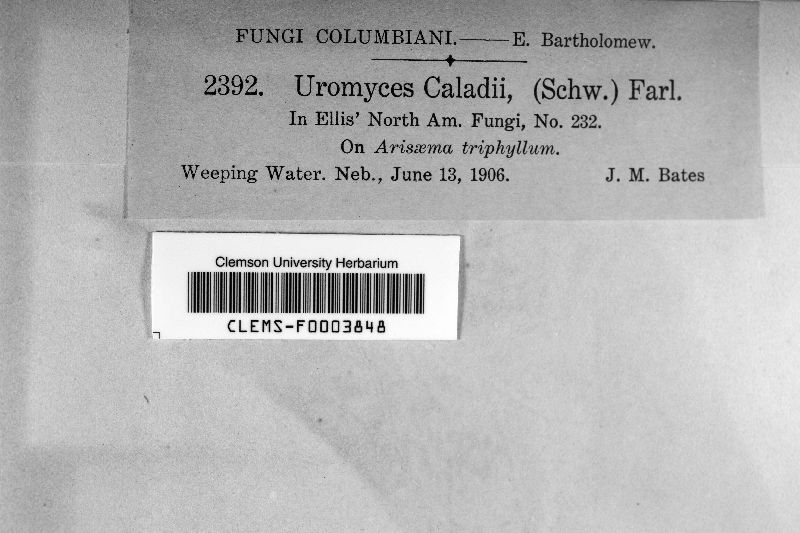 FUNGI COLUMBIANI.——E. Bartholomew.
2392. Uromyces Caladii, (Schw.) Farl.
In Ellis' North Am. Fungi, No. 232.
On Arisæma triphyllum.
Weeping Water. Neb., June 13, 1906. J. M. Bates
Clemson University Herbarium
CLEMS-F0003848